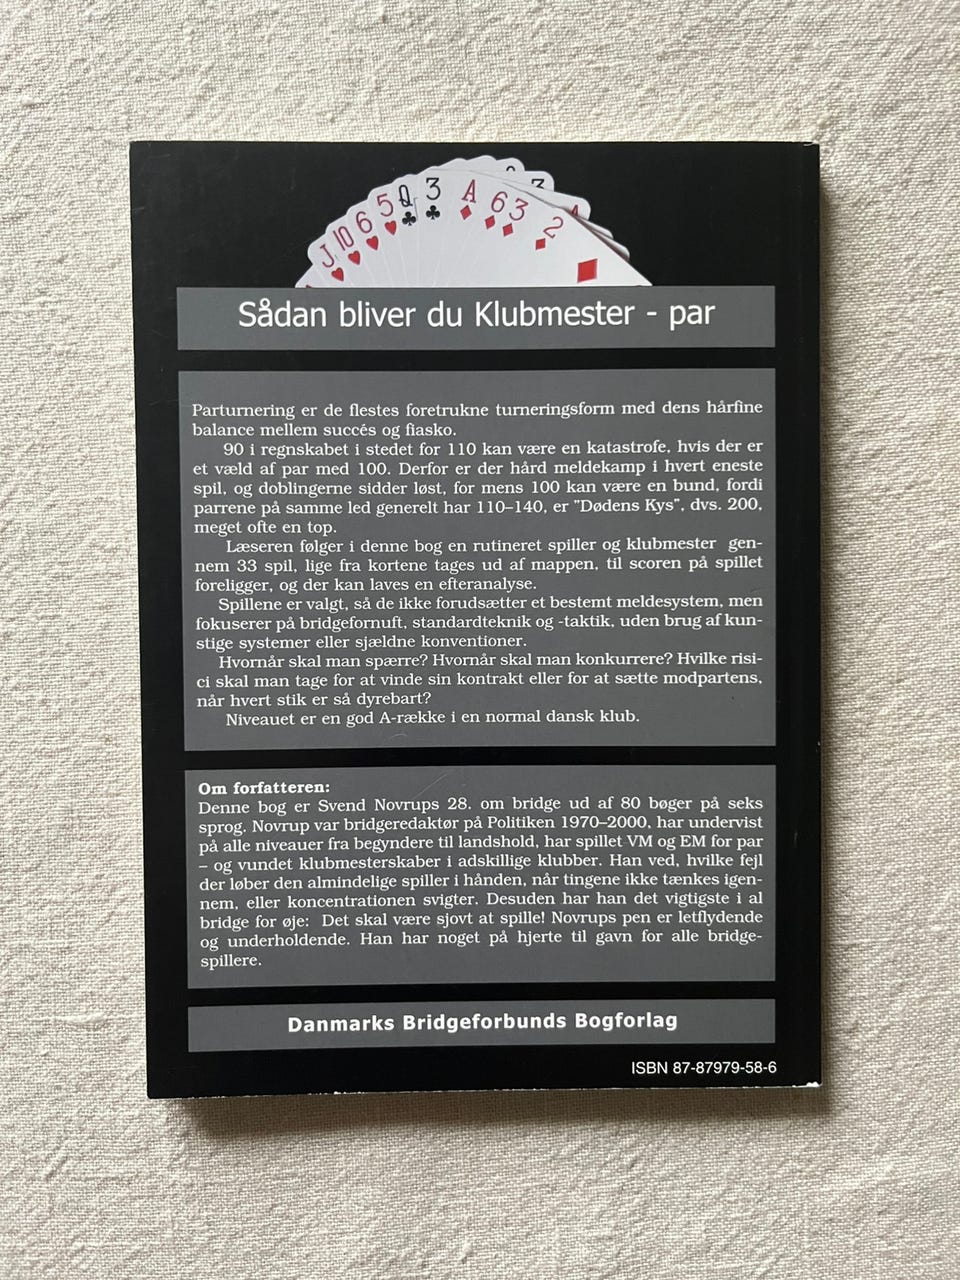 J 10 6 5 Q 3 A 6 3 2
Sådan bliver du Klubmester - par
Parturnering er de flestes foretrukne turneringsform med dens hårfine
balance mellem succés og fiasko.
90 i regnskabet i stedet for 110 kan være en katastrofe, hvis der er
et væld af par med 100. Derfor er der hård meldekamp i hvert eneste
spil, og doblingerne sidder løst, for mens 100 kan være en bund, fordi
parrene på samme led generelt har 110–140, er "Dødens Kys", dvs. 200,
meget ofte en top.
Læseren følger i denne bog en rutineret spiller og klubmester gen-
nem 33 spil, lige fra kortene tages ud af mappen, til scoren på spillet
foreligger, og der kan laves en efteranalyse.
Spillene er valgt, så de ikke forudsætter et bestemt meldesystem, men
fokuserer på bridgefornuft, standardteknik og -taktik, uden brug af kun-
stige systemer eller sjældne konventioner.
Hvornår skal man spærre? Hvornår skal man konkurrere? Hvilke risi-
ci skal man tage for at vinde sin kontrakt eller for at sætte modpartens,
når hvert stik er så dyrebart?
Niveauet er en god A-række i en normal dansk klub.
Om forfatteren:
Denne bog er Svend Novrups 28. om bridge ud af 80 bøger på seks
sprog. Novrup var bridgeredaktør på Politiken 1970–2000, har undervist
på alle niveauer fra begyndere til landshold, har spillet VM og EM for par
– og vundet klubmesterskaber i adskillige klubber. Han ved, hvilke fejl
der løber den almindelige spiller i hånden, når tingene ikke tænkes igen-
nem, eller koncentrationen svigter. Desuden har han det vigtigste i al
bridge for øje: Det skal være sjovt at spille! Novrups pen er letflydende
og underholdende. Han har noget på hjerte til gavn for alle bridge-
spillere.
Danmarks Bridgeforbunds Bogforlag
ISBN 87-87979-58-6